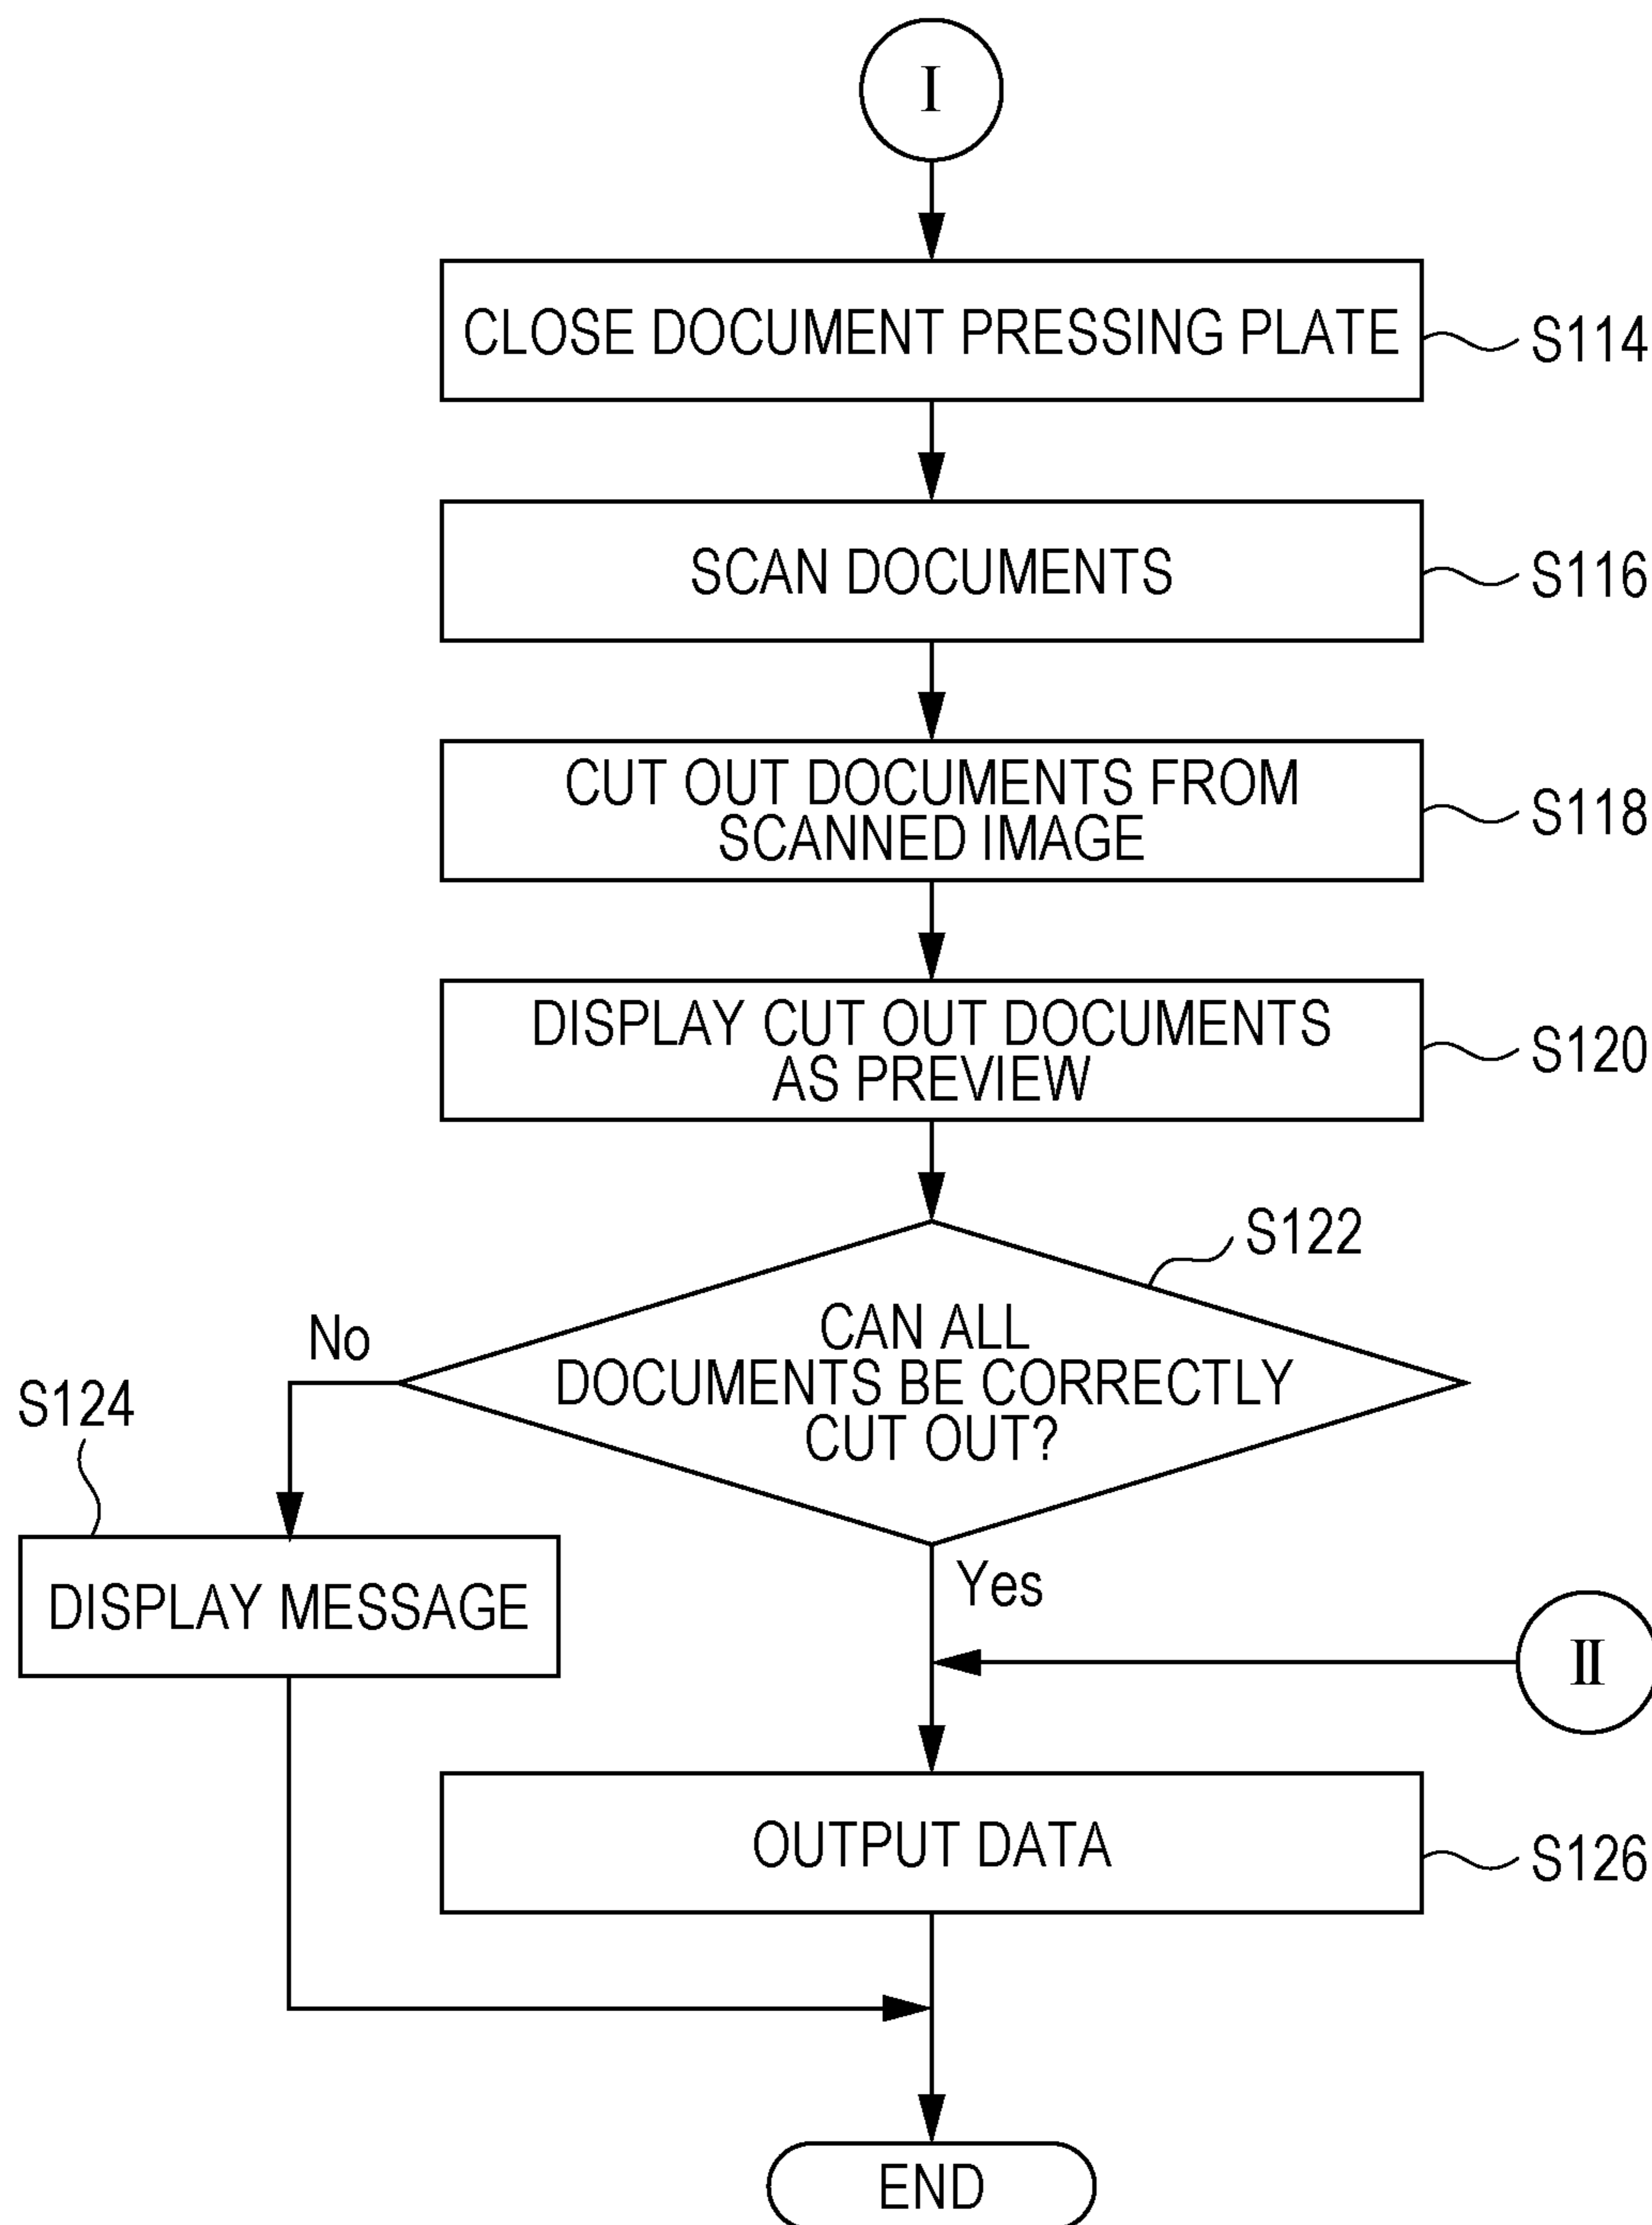 I
CLOSE DOCUMENT PRESSING PLATE
S114
SCAN DOCUMENTS
S116
CUT OUT DOCUMENTS FROM
SCANNED IMAGE
S118
DISPLAY CUT OUT DOCUMENTS
AS PREVIEW
S120
S122
CAN ALL
DOCUMENTS BE CORRECTLY
CUT OUT?
No
S124
DISPLAY MESSAGE
Yes
II
OUTPUT DATA
S126
END